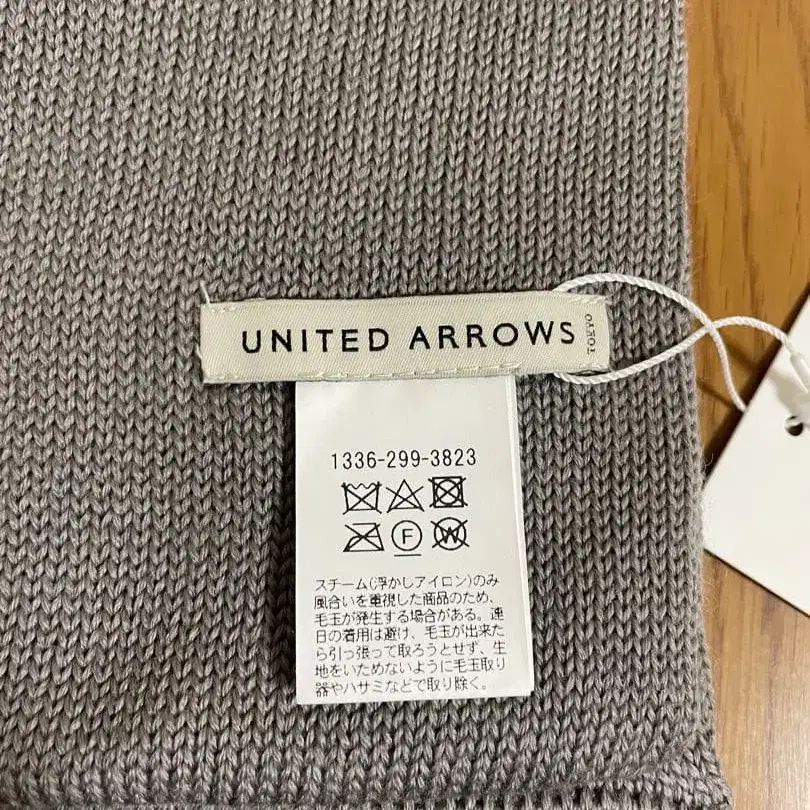 UNITED ARROWS
TOKYO
1336-299-3823
F
W
スチーム(浮かしアイロン)のみ
風合いを重視した商品のため、
毛玉が発生する場合がある。連
日の着用は避け、毛玉が出来た
ら引っ張って取ろうとせず、生
地をいためないように毛玉取り
器やハサミなどで取り除く。